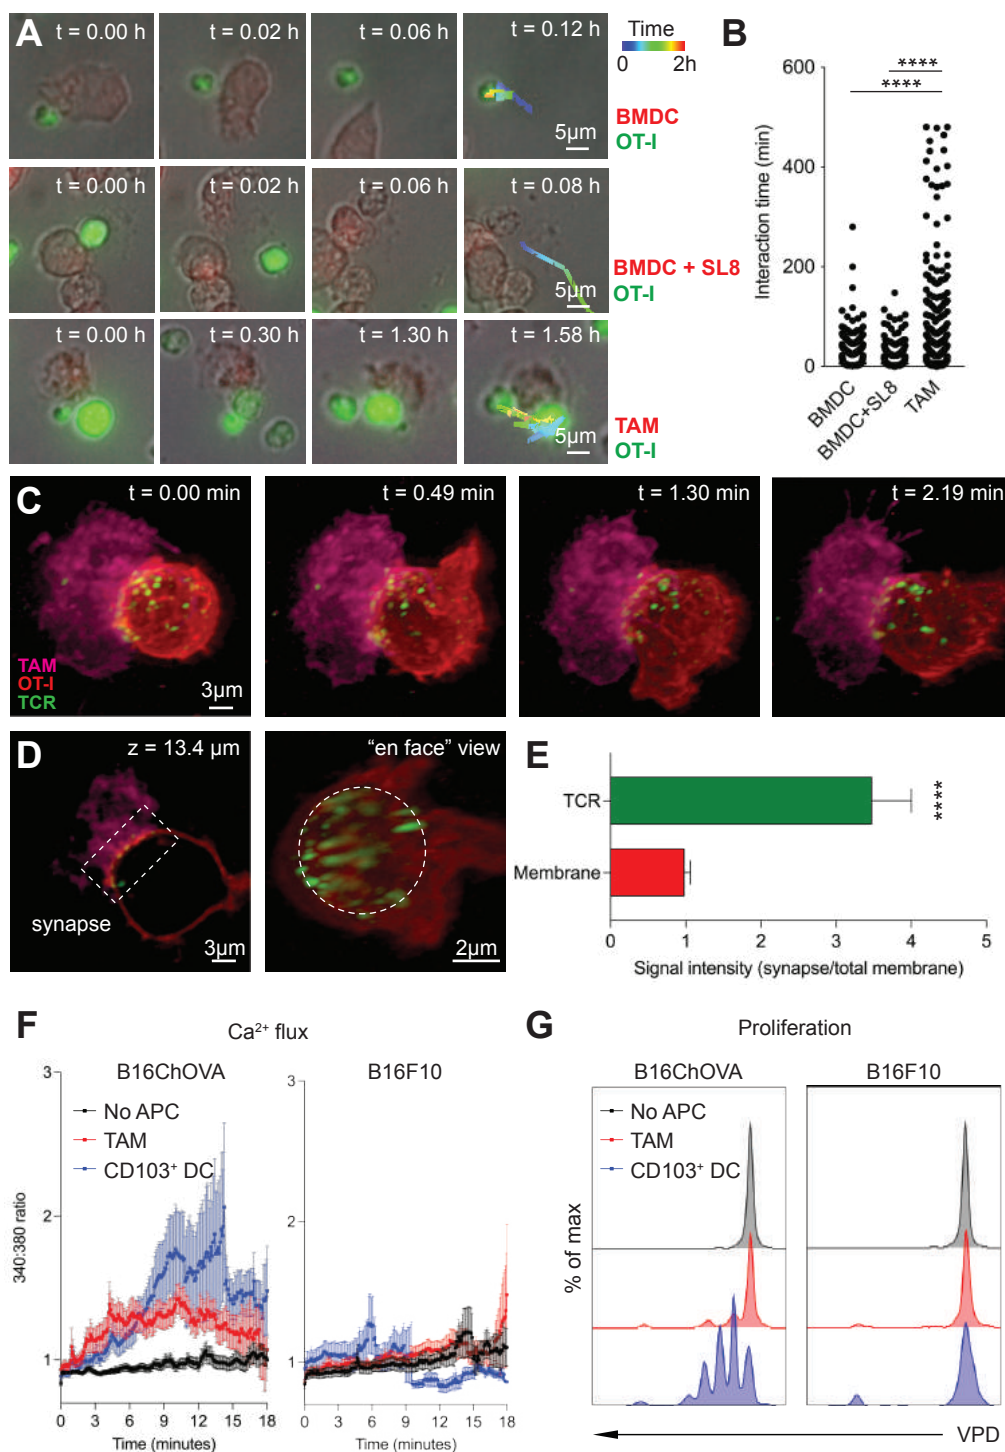 A
t = 0.00 h
t = 0.02 h
t = 0.06 h
t = 0.12 h
Time
0 2h
5µm
BMDC
OT-I
t = 0.00 h
t = 0.02 h
t = 0.06 h
t = 0.08 h
5µm
BMDC + SL8
OT-I
t = 0.00 h
t = 0.30 h
t = 1.30 h
t = 1.58 h
5µm
TAM
OT-I
B
****
****
600
400
200
0
Interaction time (min)
BMDC
BMDC+SL8
TAM
C
t = 0.00 min
t = 0.49 min
t = 1.30 min
t = 2.19 min
TAM
OT-I
TCR
3µm
D
z = 13.4 µm
"en face" view
synapse
3µm
2µm
E
TCR
Membrane
****
0 1 2 3 4 5
Signal intensity (synapse/total membrane)
F
Ca²⁺ flux
B16ChOVA
B16F10
No APC
TAM
CD103⁺ DC
340:380 ratio
3
2
1
0 3 6 9 12 15 18
Time (minutes)
3
2
1
0 3 6 9 12 15 18
Time (minutes)
G
Proliferation
B16ChOVA
B16F10
No APC
TAM
CD103⁺ DC
% of max
VPD